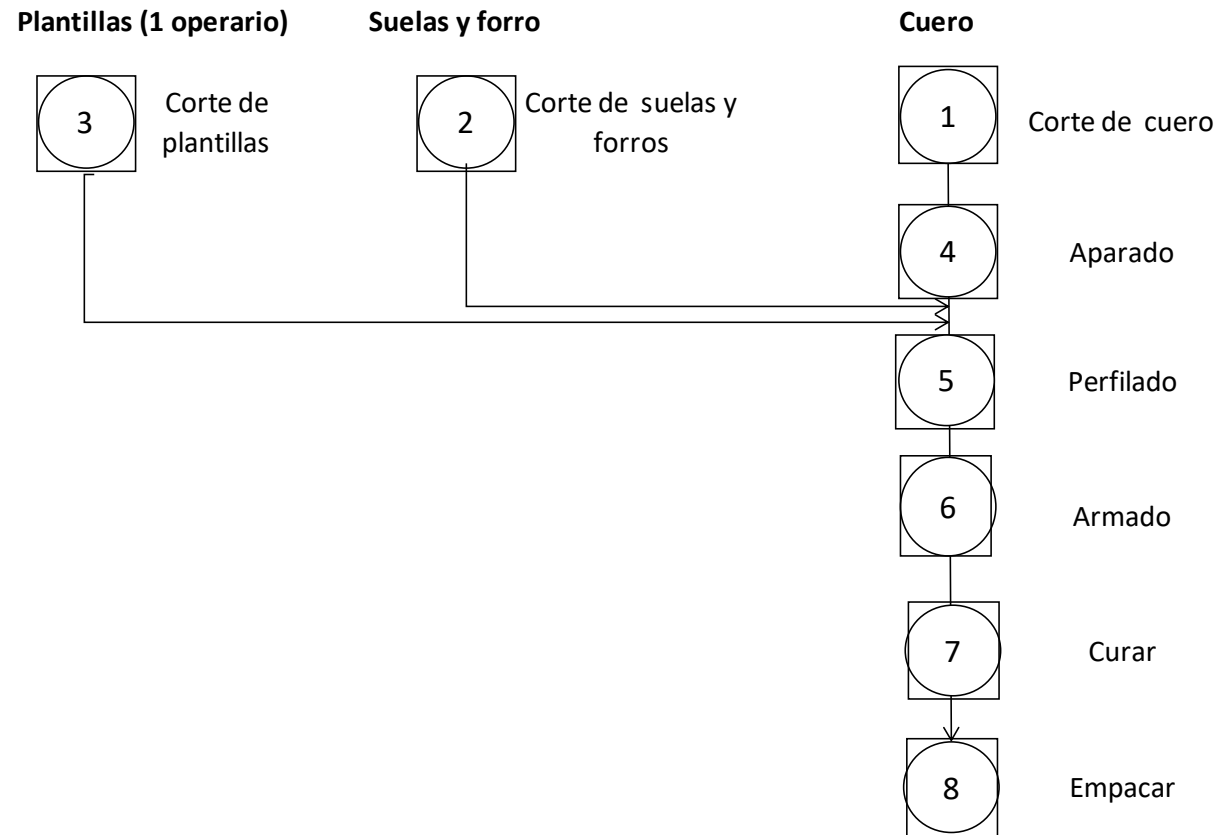 Plantillas (1 operario)
Suelas y forro
Cuero
3
Corte de
plantillas
2
Corte de suelas y
forros
1
Corte de cuero
4
Aparado
5
Perfilado
6
Armado
7
Curar
8
Empacar